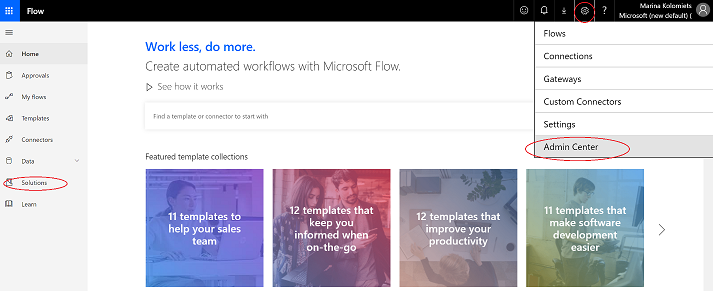 Flow
?
Marina Kolomiets
Microsoft (new default) (
Home
Approvals
My flows
Templates
Connectors
Data
Solutions
Learn
Work less, do more.
Create automated workflows with Microsoft Flow.
See how it works
Find a template or connector to start with
Featured template collections
11 templates to
help your sales
team
12 templates that
keep you
informed when
on-the-go
12 templates that
improve your
productivity
11 templates that
make software
development
easier
Flows
Connections
Gateways
Custom Connectors
Settings
Admin Center